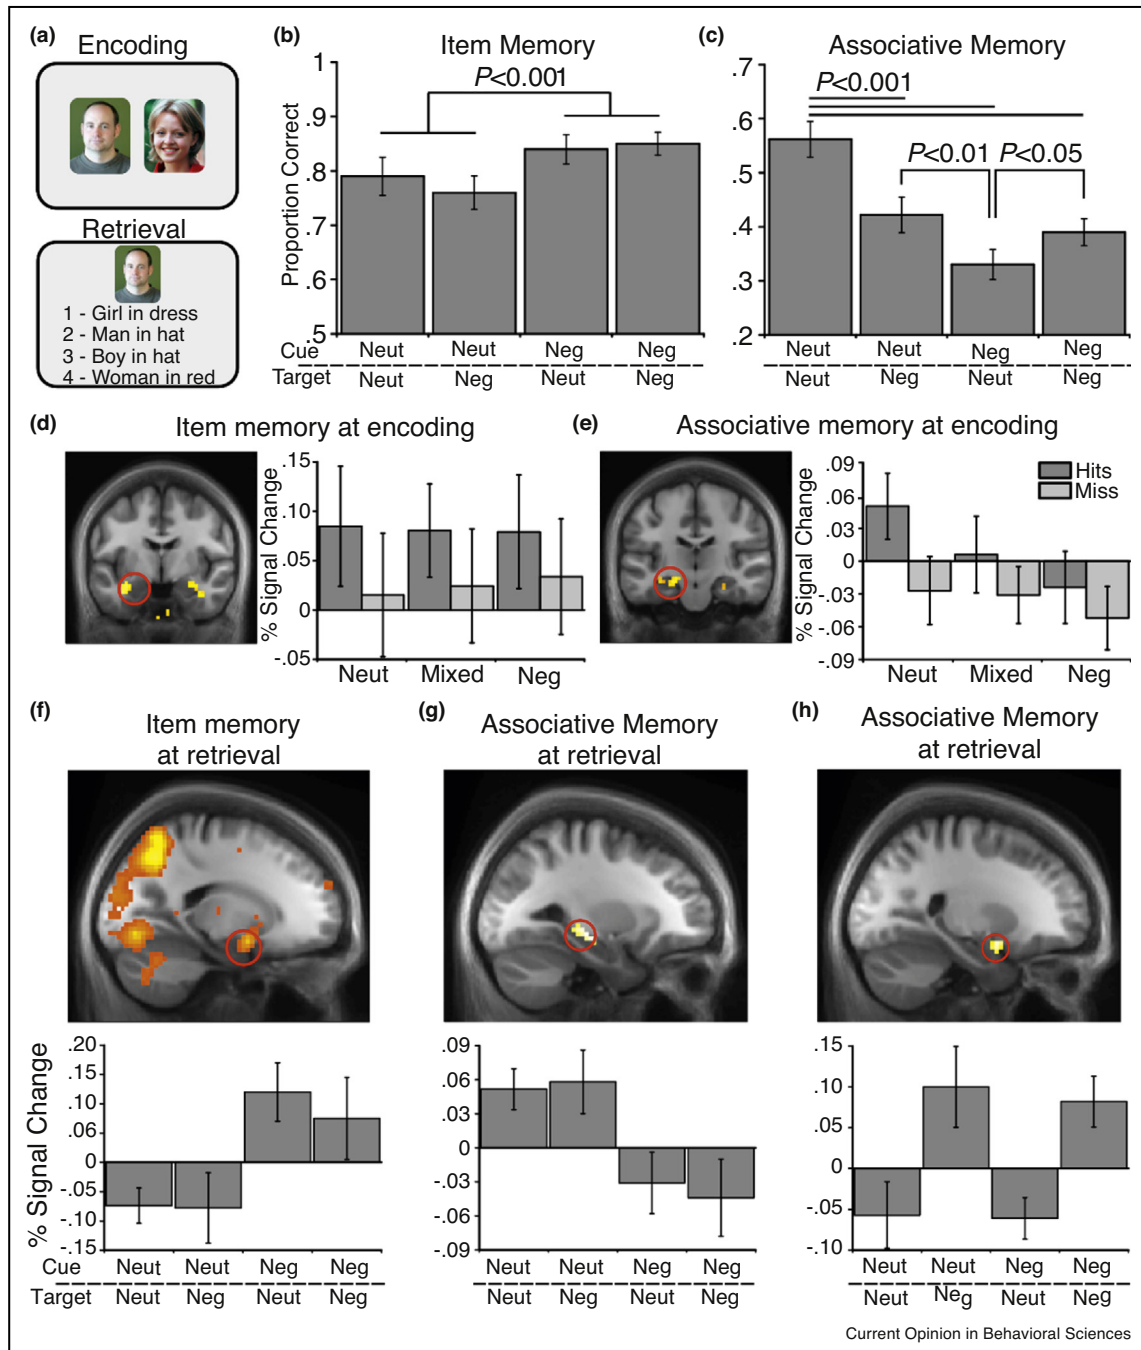 (a)
Encoding
Retrieval
1 - Girl in dress
2 - Man in hat
3 - Boy in hat
4 - Woman in red
(b)
Item Memory
P<0.001
Proportion Correct
1
.9
.8
.7
.6
.5
Cue Neut Neut Neg Neg
Target Neut Neg Neut Neg
(c)
Associative Memory
P<0.001
P<0.01 P<0.05
.7
.6
.5
.4
.3
.2
Neut Neut Neg Neg
Neut Neg Neut Neg
(d)
Item memory at encoding
% Signal Change
.15
.10
.05
0
-.05
Neut Mixed Neg
(e)
Associative memory at encoding
% Signal Change
.09
.06
.03
0
-.03
-.06
-.09
Hits
Miss
Neut Mixed Neg
(f)
Item memory
at retrieval
% Signal Change
.20
.10
.06
0
-.05
-.10
-.15
Cue Neut Neut Neg Neg
Target Neut Neg Neut Neg
(g)
Associative Memory
at retrieval
.09
.06
.03
0
-.03
-.06
-.09
Neut Neut Neg Neg
Neut Neg Neut Neg
(h)
Associative Memory
at retrieval
.15
.10
.05
0
-.05
-.10
Neut Neut Neg Neg
Neut Neg Neut Neg
Current Opinion in Behavioral Sciences